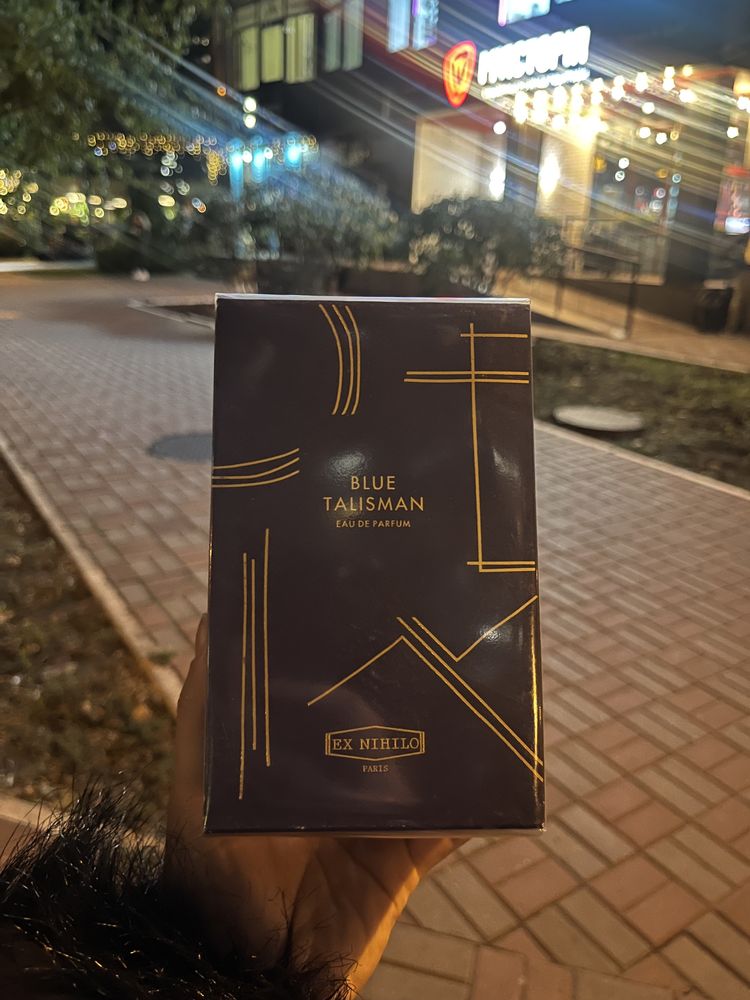 BLUE
TALISMAN
EAU DE PARFUM
EX NIHILO
PARIS